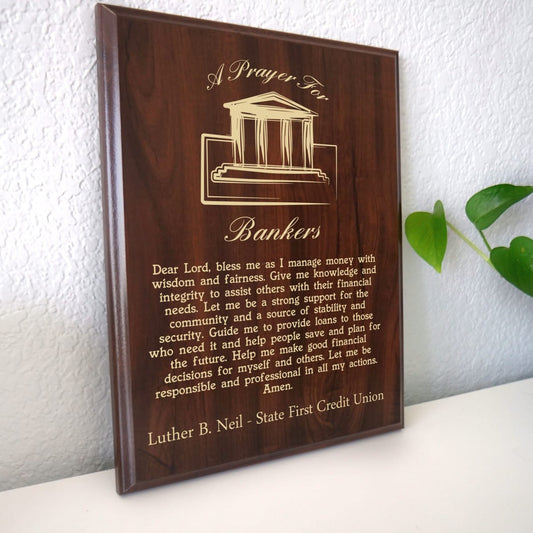 A Prayer For
Bankers
Dear Lord, bless me as I manage money with
wisdom and fairness. Give me knowledge and
integrity to assist others with their financial
needs. Let me be a strong support for the
community and a source of stability and
security. Guide me to provide loans to those
who need it and help people save and plan for
the future. Help me make good financial
decisions for myself and others. Let me be
responsible and professional in all my actions.
Amen.
Luther B. Neil - State First Credit Union